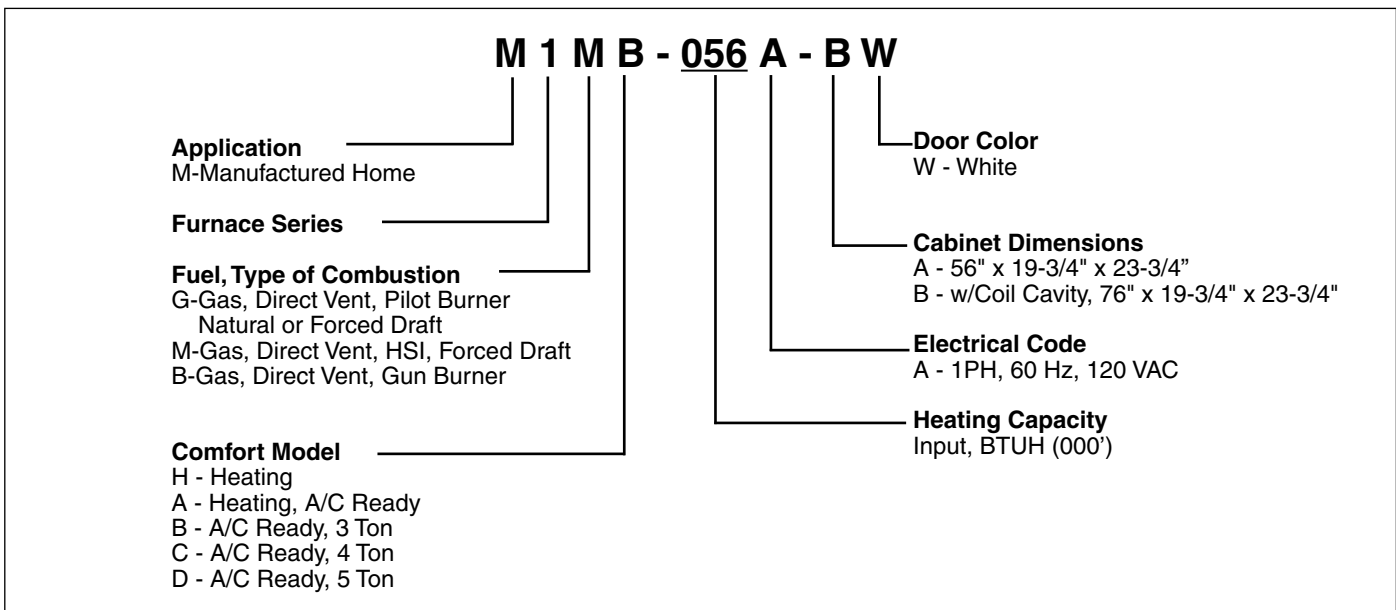 M 1 M B - 056 A - B W
Application
M-Manufactured Home
Furnace Series
Fuel, Type of Combustion
G-Gas, Direct Vent, Pilot Burner
Natural or Forced Draft
M-Gas, Direct Vent, HSI, Forced Draft
B-Gas, Direct Vent, Gun Burner
Comfort Model
H - Heating
A - Heating, A/C Ready
B - A/C Ready, 3 Ton
C - A/C Ready, 4 Ton
D - A/C Ready, 5 Ton
Door Color
W - White
Cabinet Dimensions
A - 56" x 19-3/4" x 23-3/4”
B - w/Coil Cavity, 76" x 19-3/4" x 23-3/4"
Electrical Code
A - 1PH, 60 Hz, 120 VAC
Heating Capacity
Input, BTUH (000’)